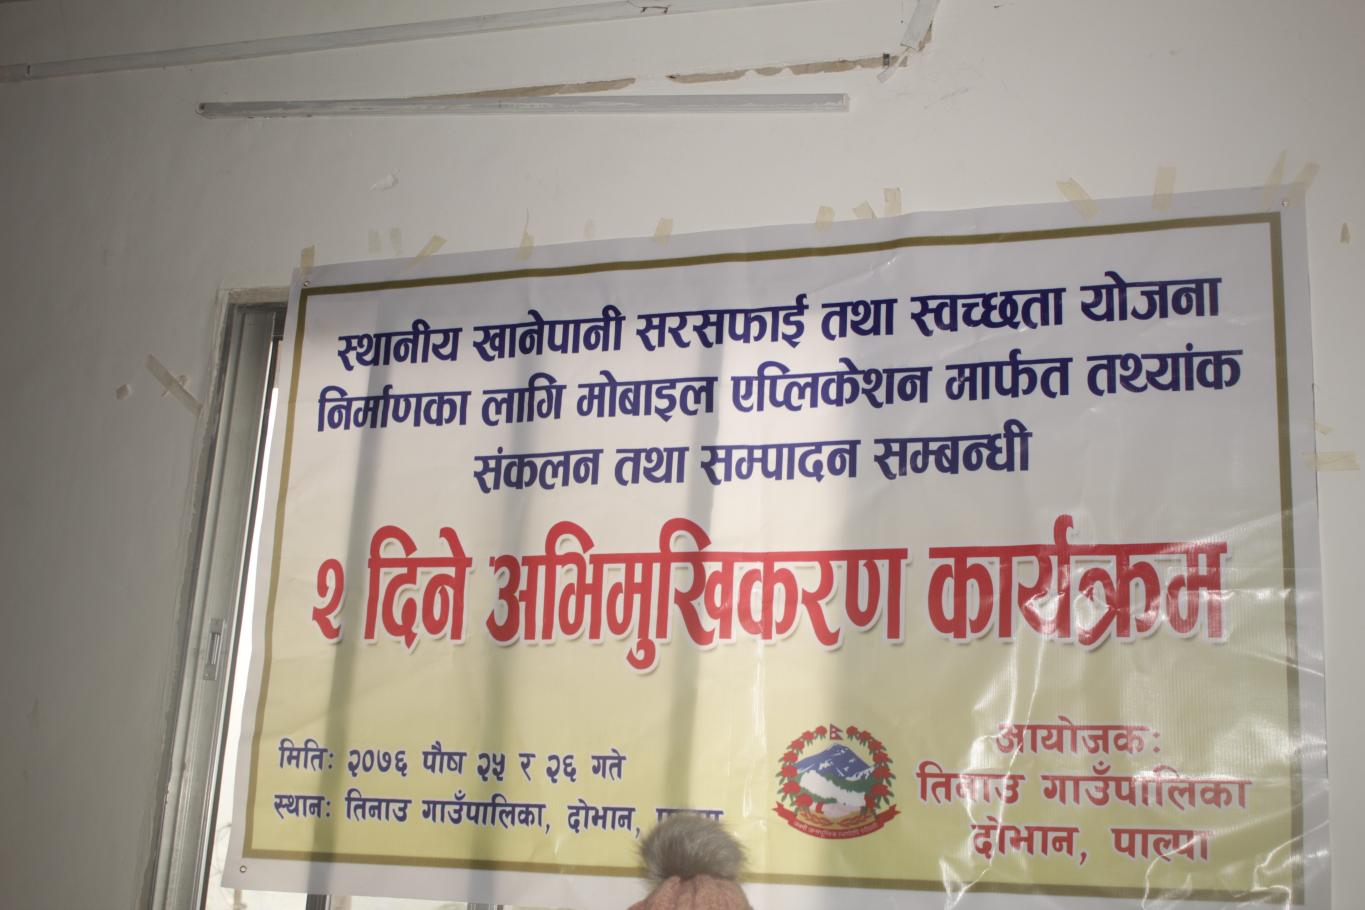 स्थानीय खानेपानी सरसफाई तथा स्वच्छता योजना
निर्माणका लागि मोबाइल एप्लिकेशन मार्फत तथ्यांक
संकलन तथा सम्पादन सम्बन्धी
२ दिने अभिमुखिकरण कार्यक्रम
मितिः २०७६ पौष २५ र २६ गते
स्थानः तिनाउ गाउँपालिका, दोभान,
आयोजकः
तिनाउ गाउँपालिका
दोभान, पाल्पा